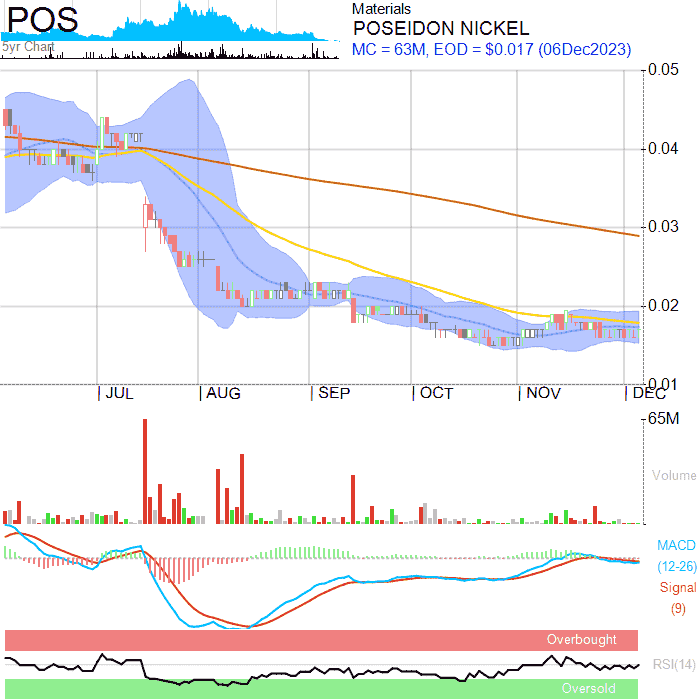 POS
5yr Chart
Materials
POSEIDON NICKEL
MC = 63M, EOD = $0.017 (06Dec2023)
0.05
0.04
0.03
0.02
0.01
JUL AUG SEP OCT NOV DEC
65M
Volume
MACD
(12-26)
Signal
(9)
Overbought
RSI(14)
Oversold